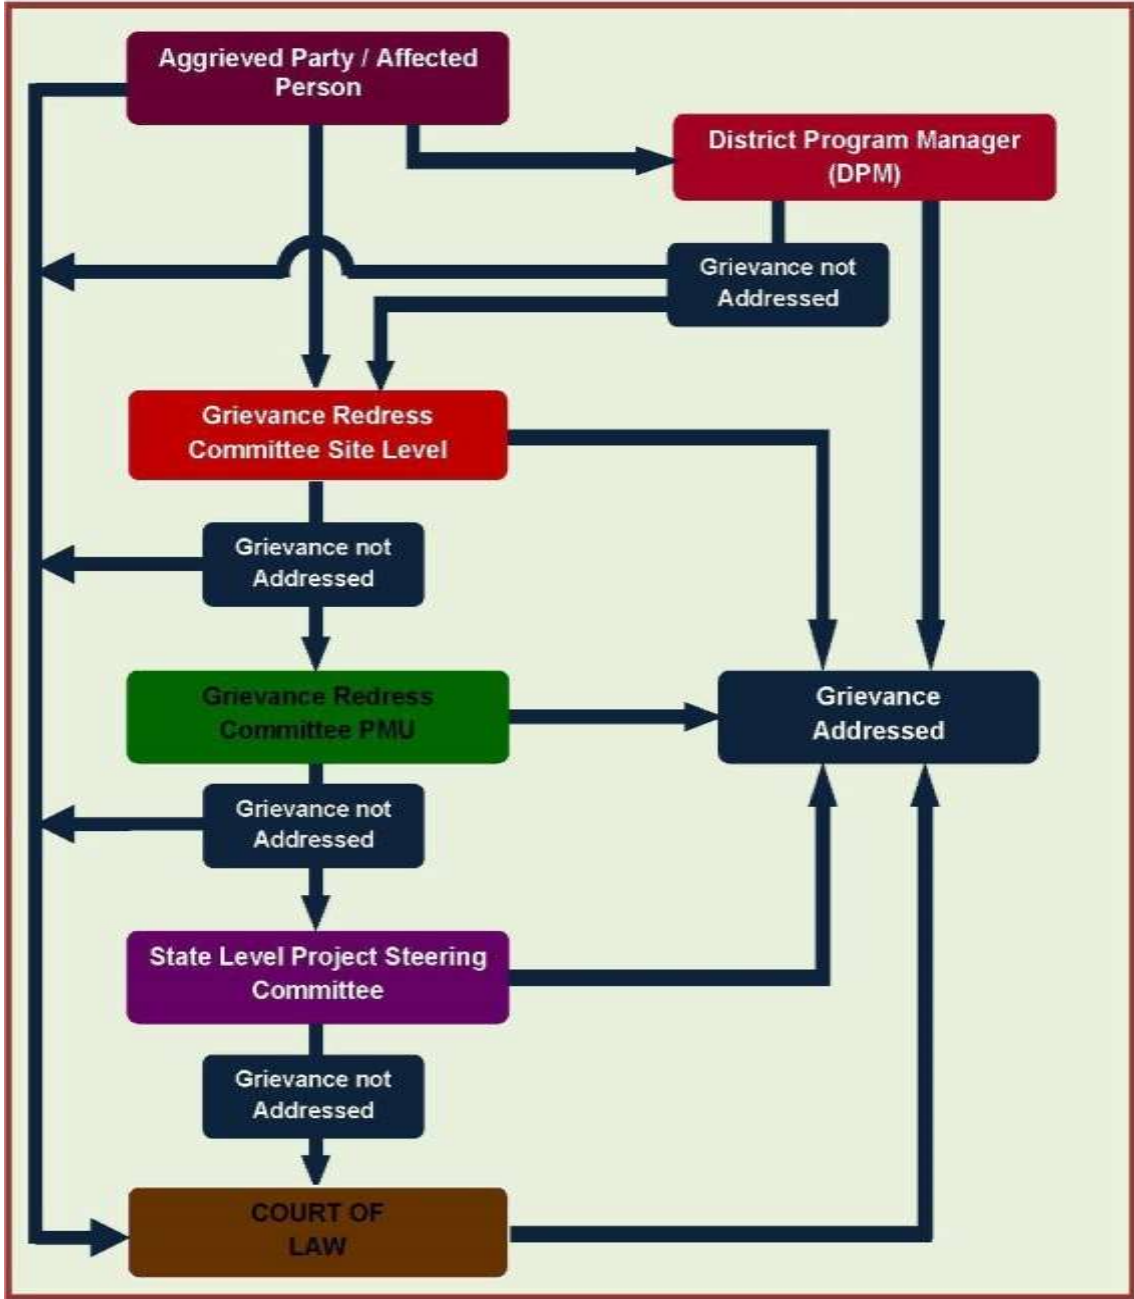 Aggrieved Party / Affected
Person
District Program Manager
(DPM)
Grievance not
Addressed
Grievance Redress
Committee Site Level
Grievance not
Addressed
Grievance Redress
Committee PMU
Grievance
Addressed
Grievance not
Addressed
State Level Project Steering
Committee
Grievance not
Addressed
COURT OF
LAW